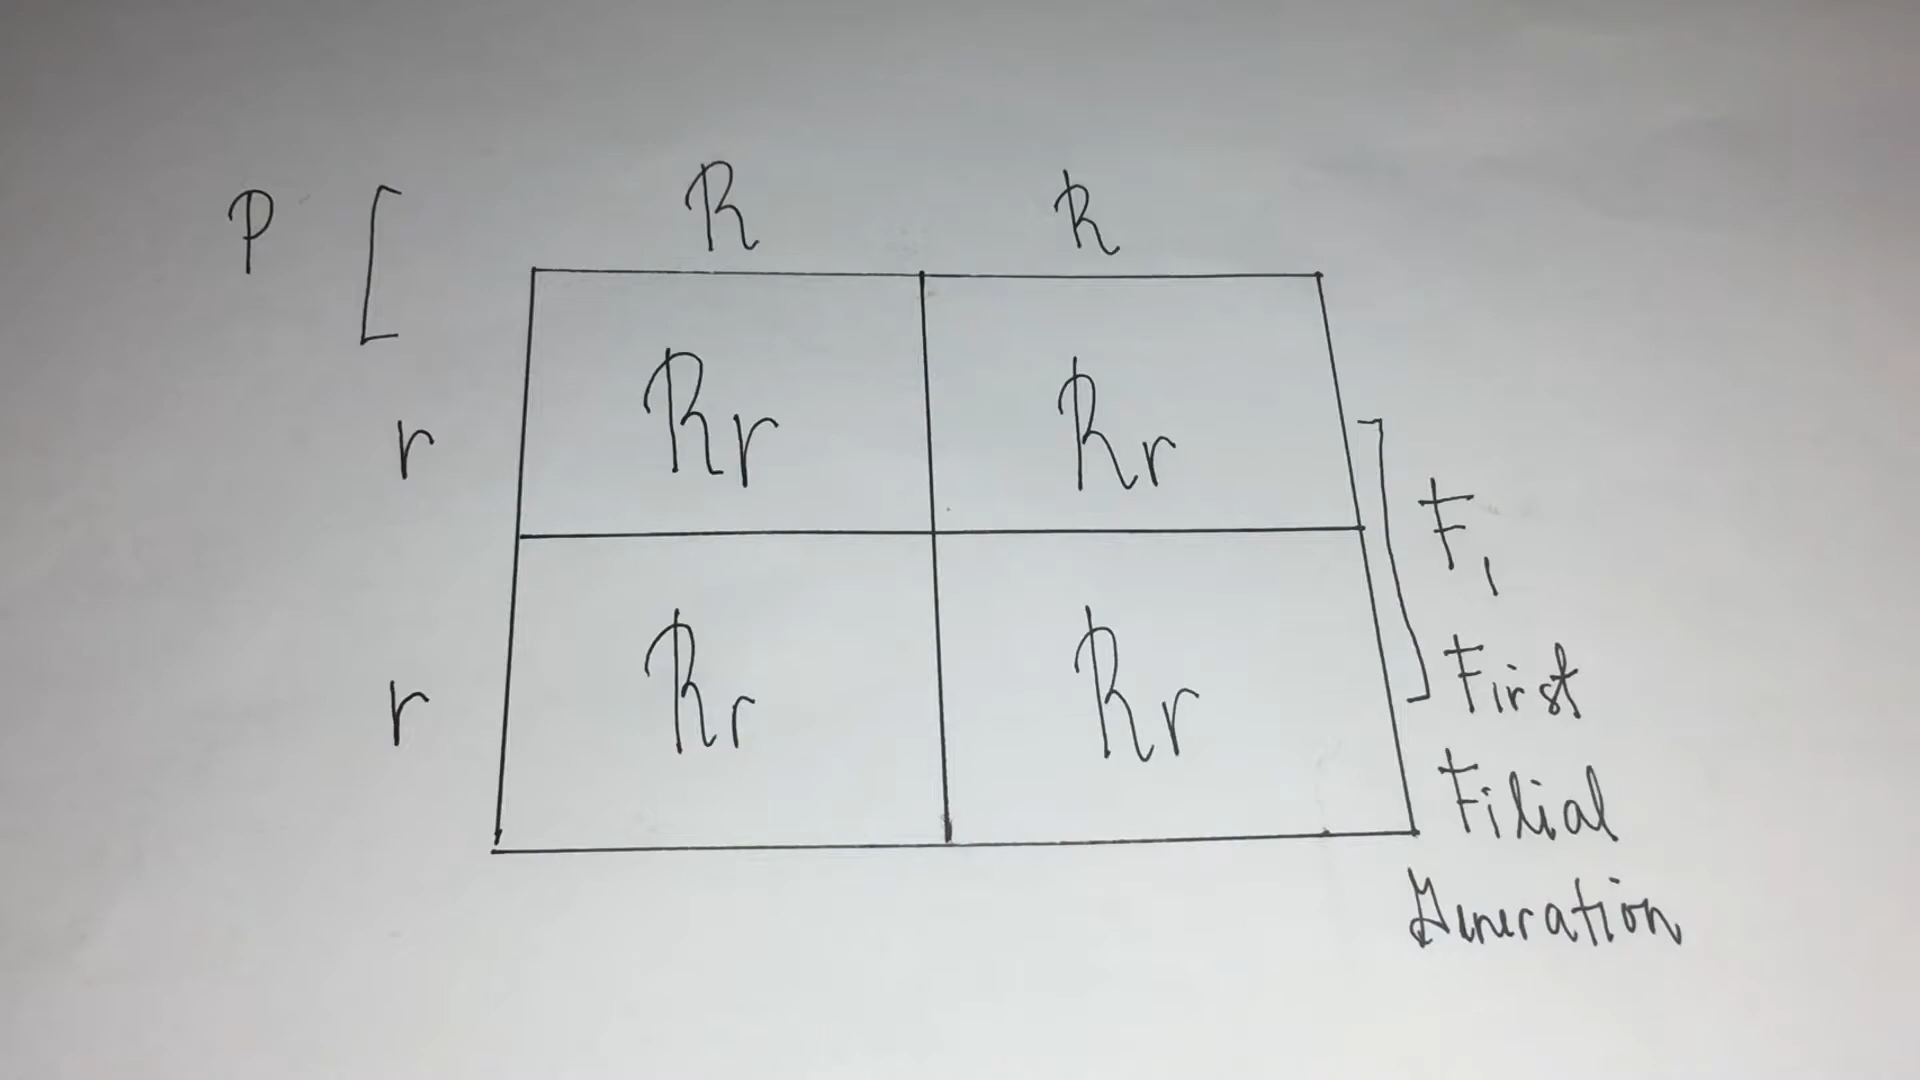 P [ R R
r Rr Rr
F1
r Rr Rr
First
Filial
Generation